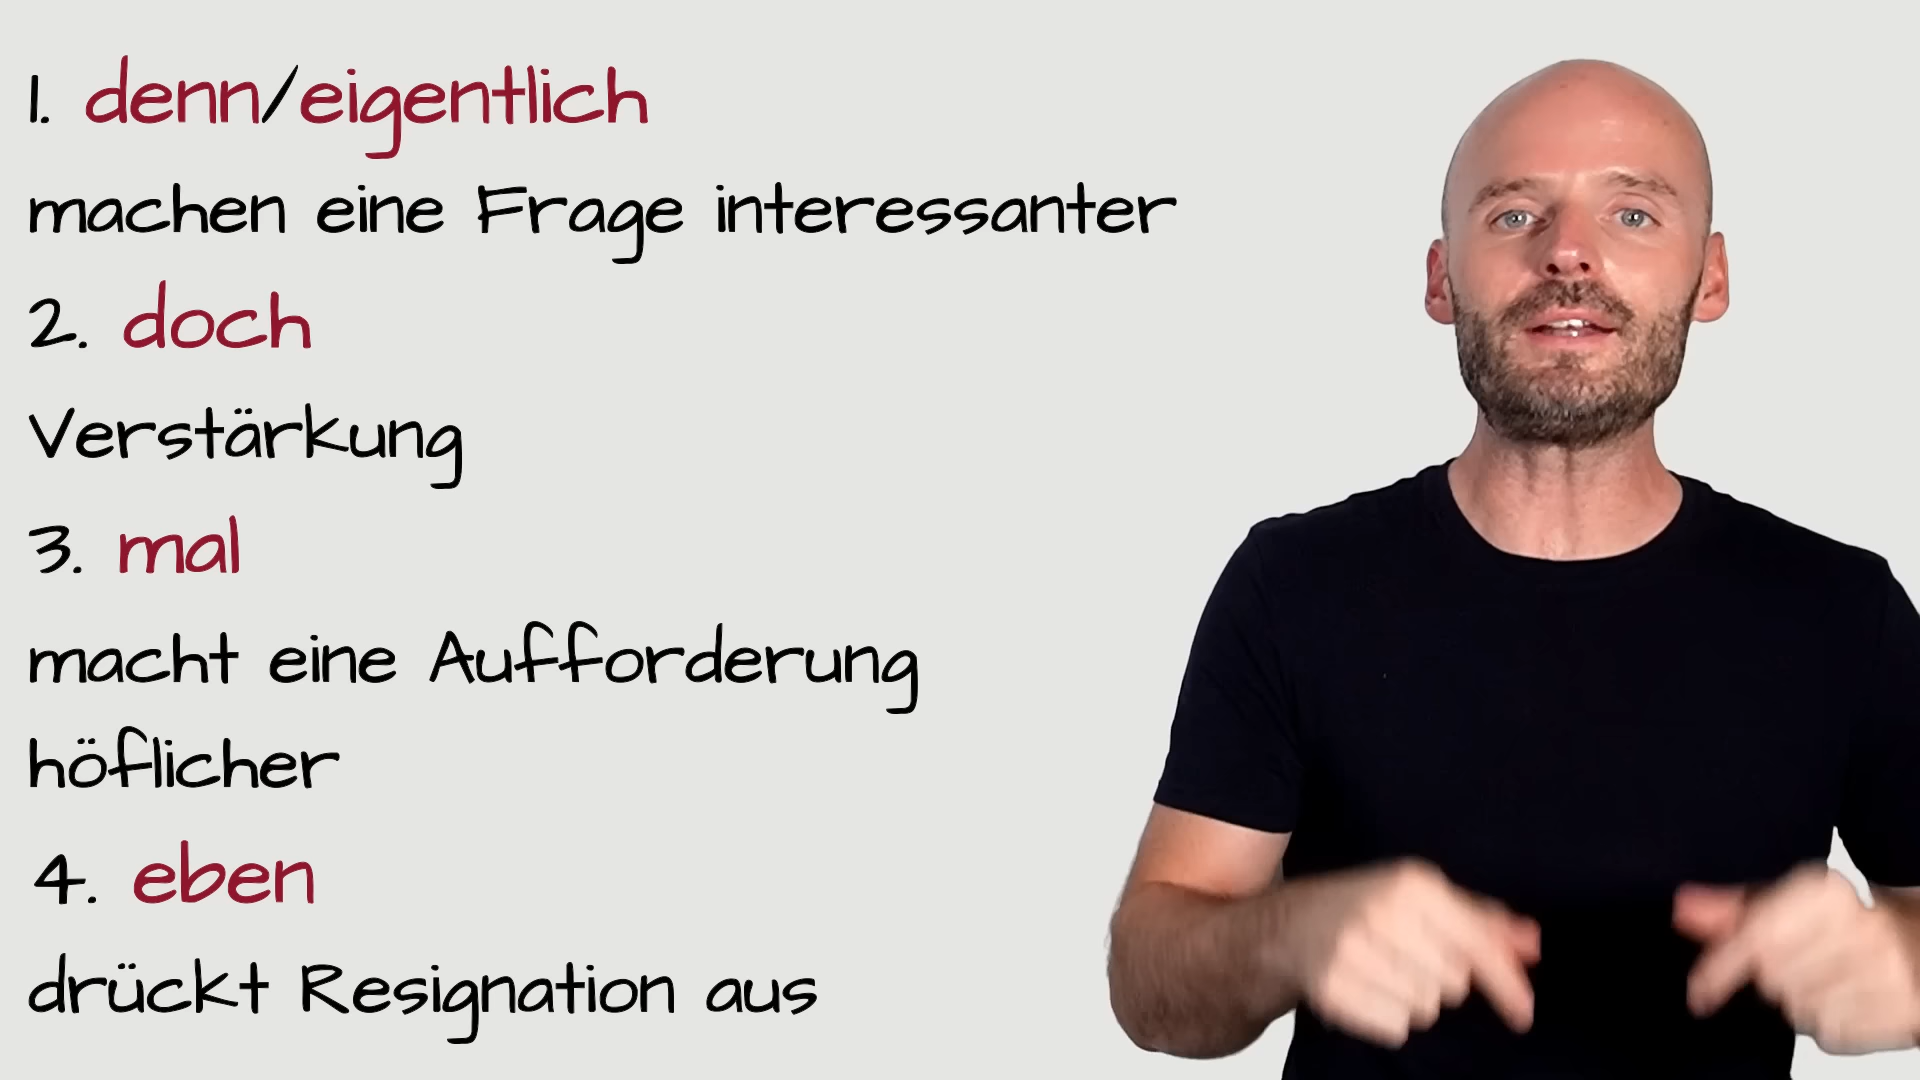 1. denn/eigentlich
machen eine Frage interessanter
2. doch
Verstärkung
3. mal
macht eine Aufforderung
höflicher
4. eben
drückt Resignation aus